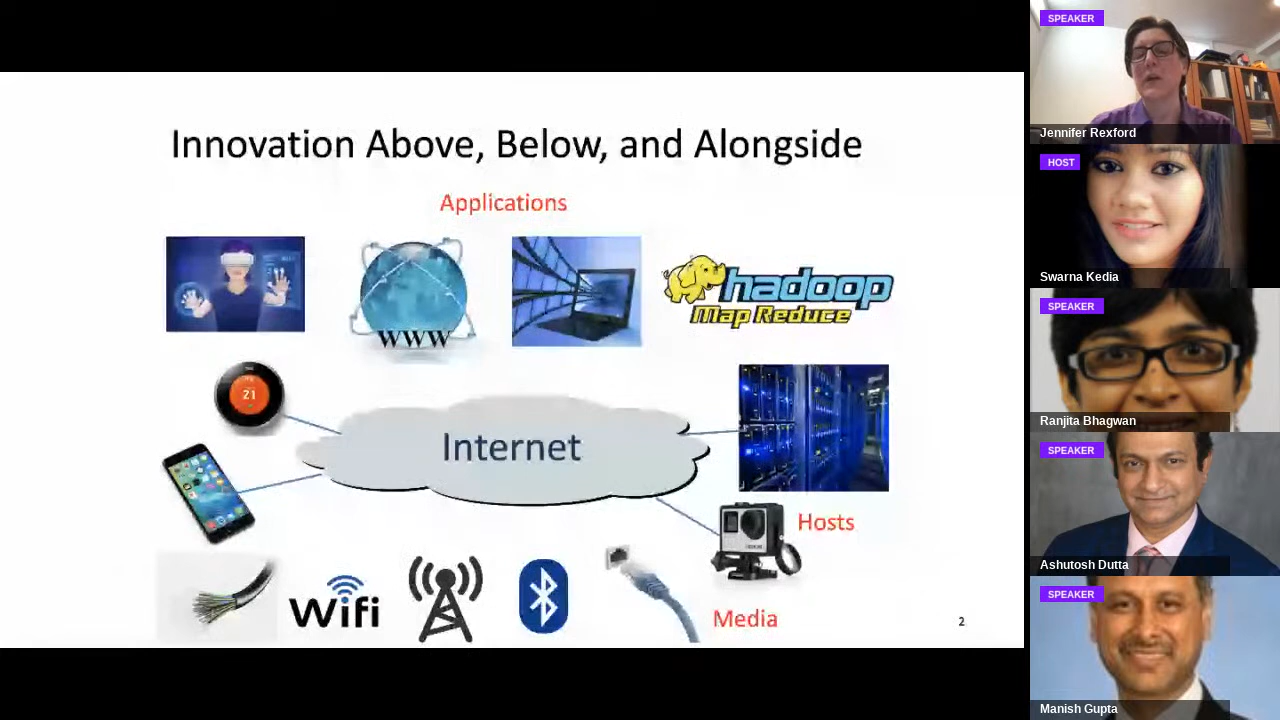 Innovation Above, Below, and Alongside
Applications
www
hadoop
Map Reduce
21
Internet
Hosts
Wifi
Media
2
SPEAKER
Jennifer Rexford
HOST
Swarna Kedia
SPEAKER
Ranjita Bhagwan
SPEAKER
Ashutosh Dutta
SPEAKER
Manish Gupta